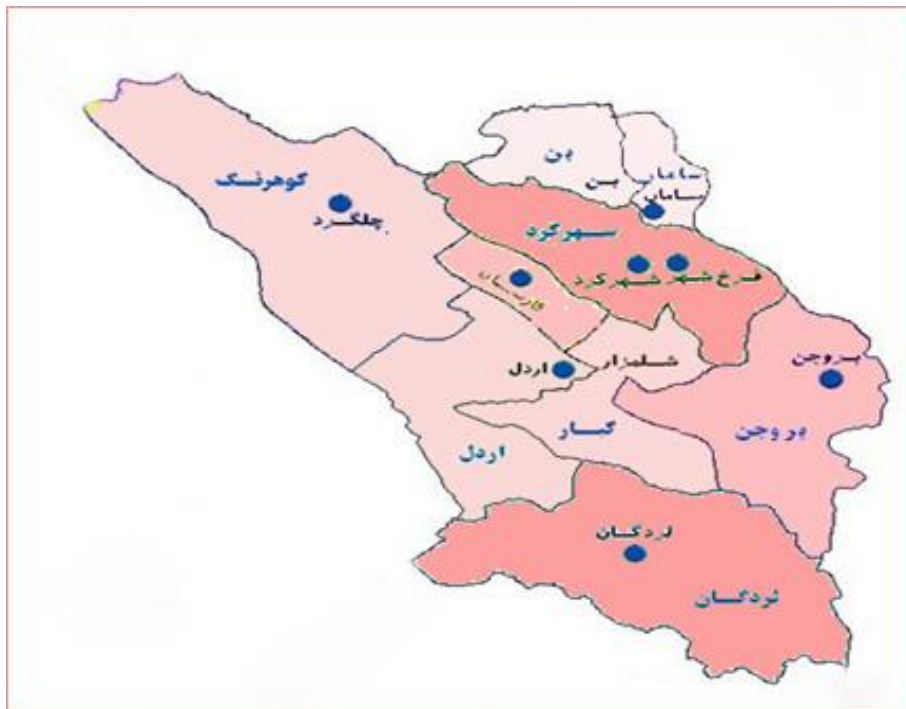 بن
بن
سامان
سامان
کوهرنگ
چلگرد
شهرکرد
فرخ شهر
شهرکرد
فارسان
شلمزار
اردل
بروجن
کیار
بروجن
اردل
لردگان
لردگان